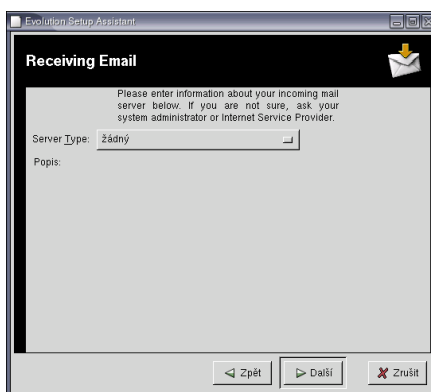 Evolution Setup Assistant
Receiving Email
Please enter information about your incoming mail
server below. If you are not sure, ask your
system administrator or Internet Service Provider.
Server Type: žádný
Popis:
Zpět Další Zrušit